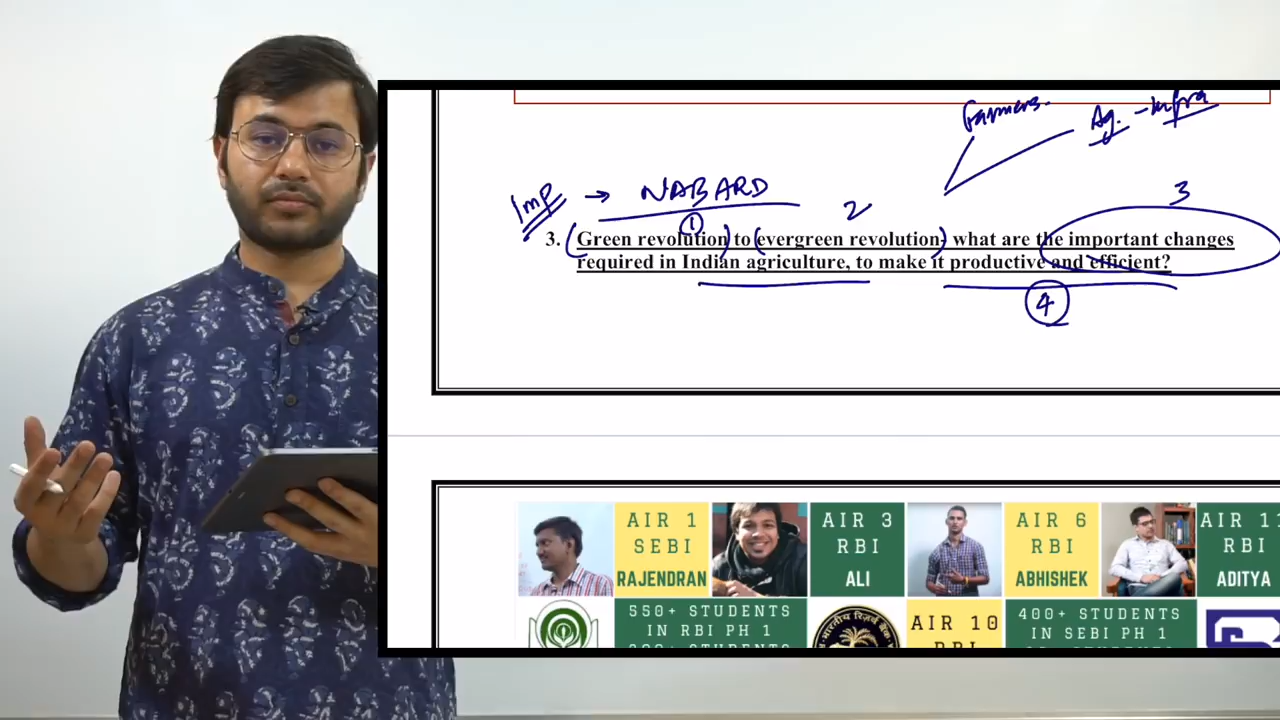 Farmers.
Ag. - Infra
Imp → NABARD
① 2 3
3. (Green revolution) to (evergreen revolution) what are the important changes
required in Indian agriculture, to make it productive and efficient?
④
AIR 1
SEBI
RAJENDRAN
AIR 3
RBI
ALI
AIR 6
RBI
ABHISHEK
AIR 11
RBI
ADITYA
550+ STUDENTS
IN RBI PH 1
भारतीय रिज़र्व बैंक
AIR 10
RBI
400+ STUDENTS
IN SEBI PH 1